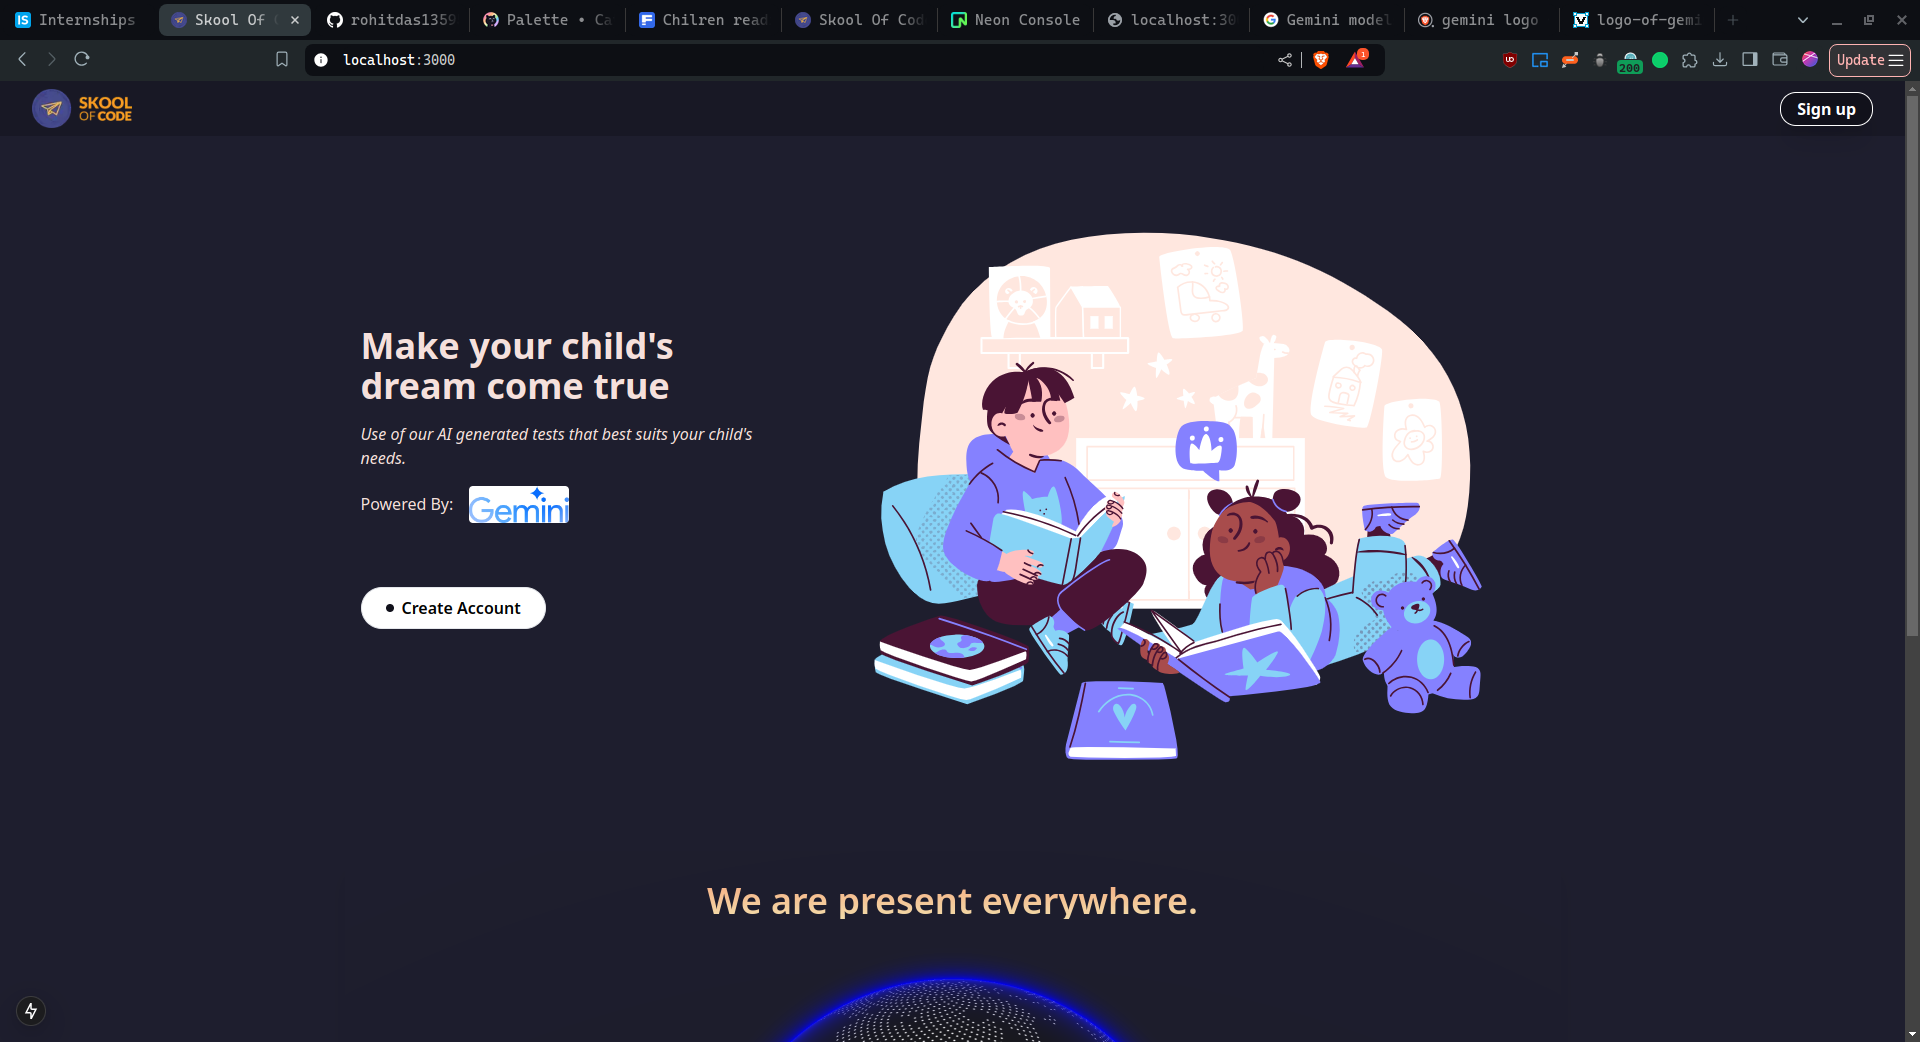 Internships
Skool Of C
rohitdas1359
Palette • Ca
Chilren read
Skool Of Cod
Neon Console
localhost:30
Gemini model
gemini logo
logo-of-gemi
localhost:3000
1
UD
200
Update
SKOOL
OF CODE
Sign up
Make your child's
dream come true
Use of our AI generated tests that best suits your child's
needs.
Powered By: Gemini
Create Account
We are present everywhere.